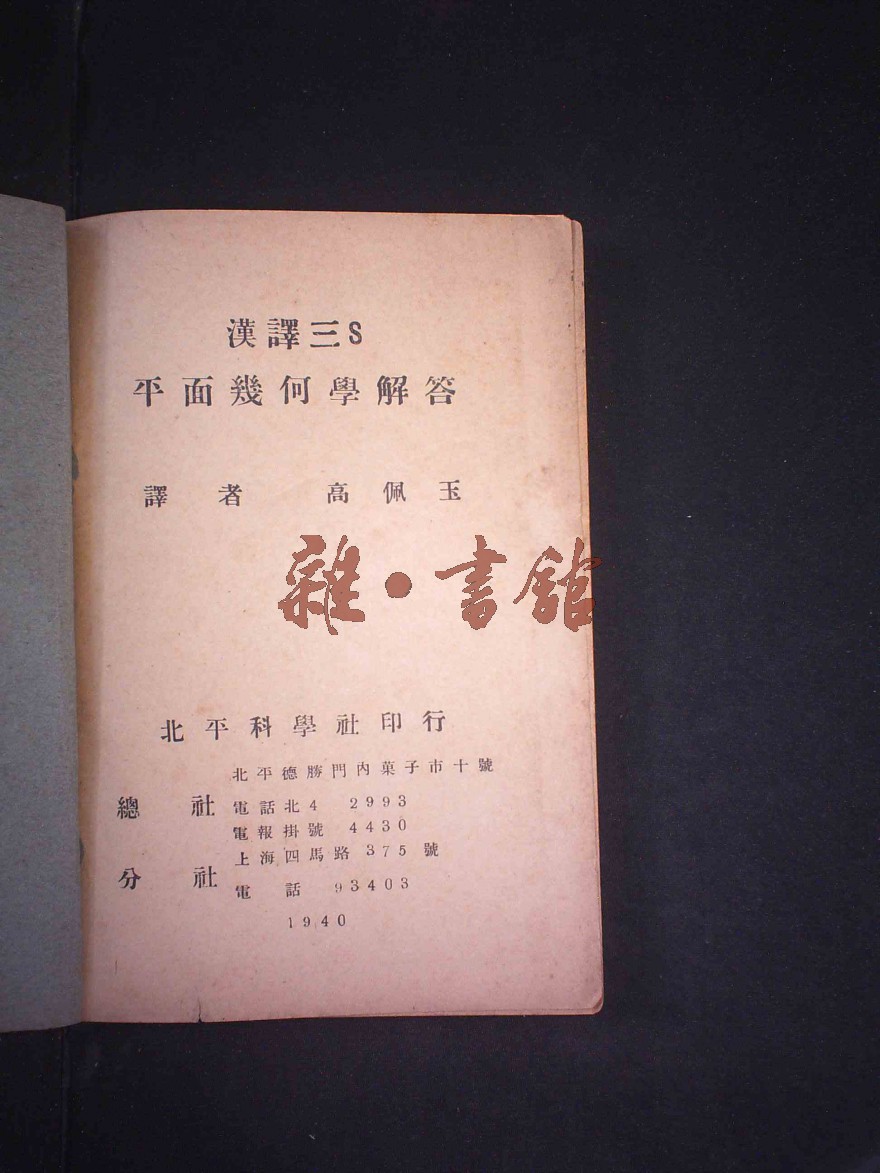 漢譯三S
平面幾何學解答
譯者 高佩玉
雜•書館
北平科學社印行
北平德勝門內菓子市十號
總社 電話北4 2993
電報掛號 4430
上海四馬路375號
分社
電話 93403
1940